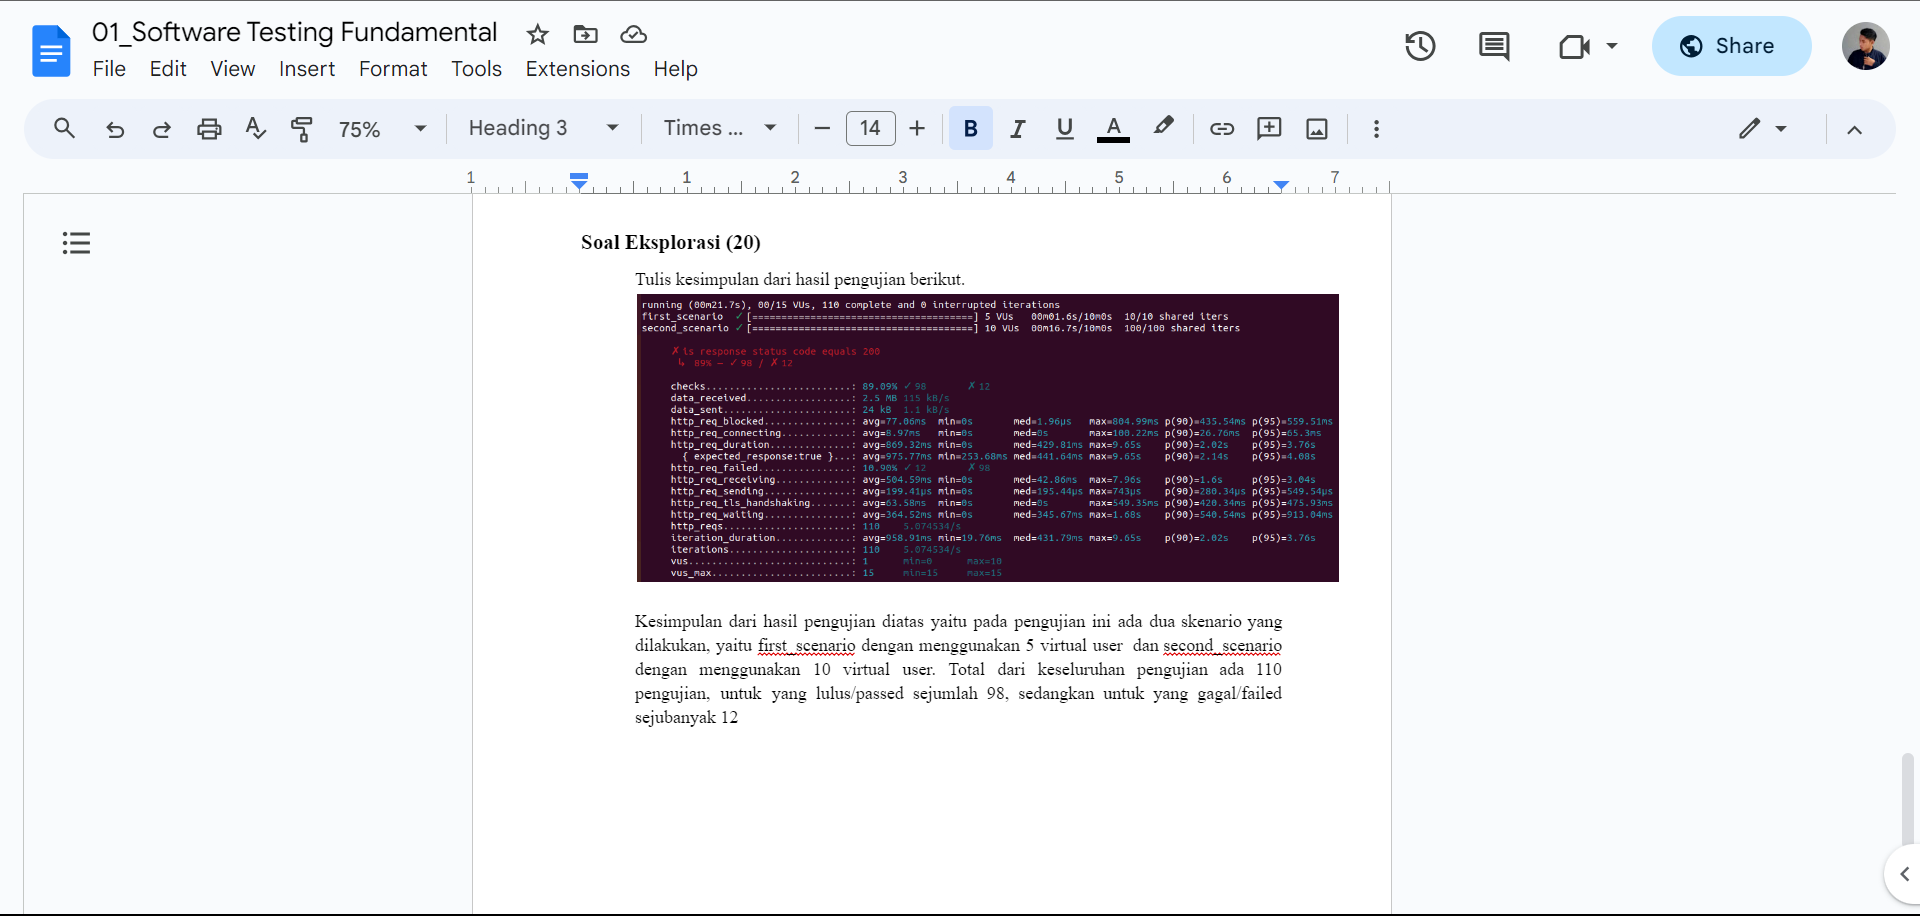 01_Software Testing Fundamental
File Edit View Insert Format Tools Extensions Help
Share
75% Heading 3 Times ... 14 B I U A
1 1 2 3 4 5 6 7
Soal Eksplorasi (20)
Tulis kesimpulan dari hasil pengujian berikut.
running (00m21.7s), 00/15 VUs, 110 complete and 0 interrupted iterations
first_scenario ✓ [======================================] 5 VUs 00m01.6s/10m0s 10/10 shared iters
second_scenario ✓ [======================================] 10 VUs 00m16.7s/10m0s 100/100 shared iters
✗ is response status code equals 200
↳ 89% — ✓ 98 / ✗ 12
checks.........................: 89.09% ✓ 98 ✗ 12
data_received..................: 2.5 MB 115 kB/s
data_sent......................: 24 kB 1.1 kB/s
http_req_blocked...............: avg=77.06ms min=0s med=1.96µs max=804.99ms p(90)=435.54ms p(95)=559.51ms
http_req_connecting............: avg=8.97ms min=0s med=0s max=100.22ms p(90)=26.76ms p(95)=65.3ms
http_req_duration..............: avg=869.32ms min=0s med=429.81ms max=9.65s p(90)=2.02s p(95)=3.76s
{ expected_response:true }...: avg=975.77ms min=253.68ms med=441.64ms max=9.65s p(90)=2.14s p(95)=4.08s
http_req_failed................: 10.90% ✓ 12 ✗ 98
http_req_receiving.............: avg=504.59ms min=0s med=42.86ms max=7.96s p(90)=1.6s p(95)=3.04s
http_req_sending...............: avg=199.41µs min=0s med=195.44µs max=743µs p(90)=280.34µs p(95)=549.54µs
http_req_tls_handshaking.......: avg=63.58ms min=0s med=0s max=549.35ms p(90)=420.34ms p(95)=475.93ms
http_req_waiting...............: avg=364.52ms min=0s med=345.67ms max=1.68s p(90)=540.54ms p(95)=913.04ms
http_reqs......................: 110 5.074534/s
iteration_duration.............: avg=958.91ms min=19.76ms med=431.79ms max=9.65s p(90)=2.02s p(95)=3.76s
iterations.....................: 110 5.074534/s
vus............................: 1 min=0 max=10
vus_max........................: 15 min=15 max=15
Kesimpulan dari hasil pengujian diatas yaitu pada pengujian ini ada dua skenario yang
dilakukan, yaitu first_scenario dengan menggunakan 5 virtual user dan second_scenario
dengan menggunakan 10 virtual user. Total dari keseluruhan pengujian ada 110
pengujian, untuk yang lulus/passed sejumlah 98, sedangkan untuk yang gagal/failed
sejubanyak 12